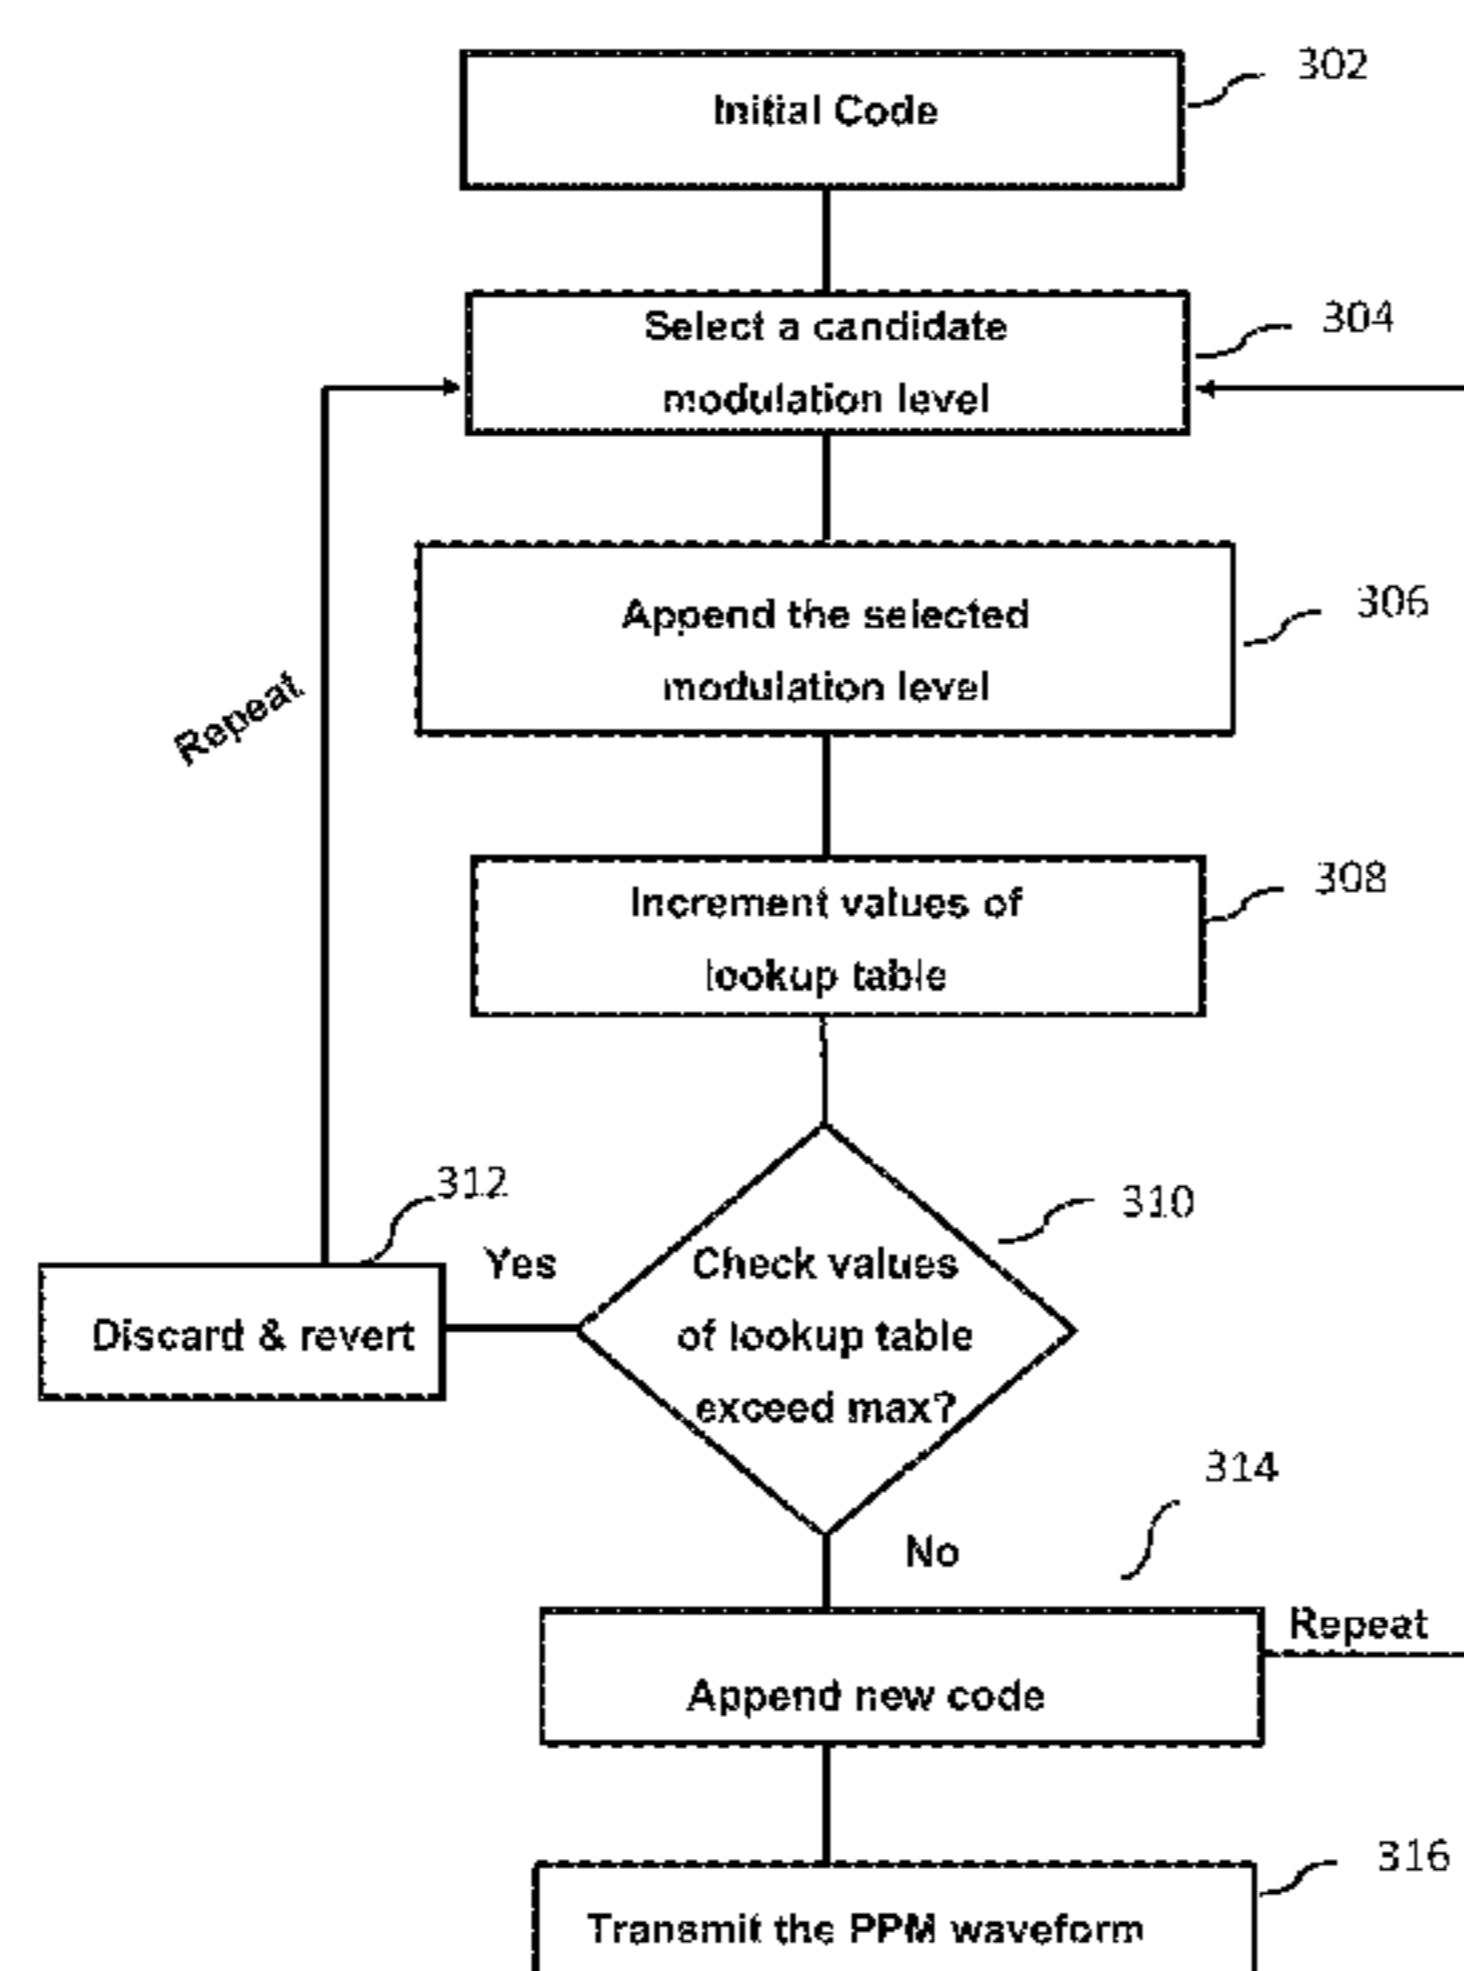 302
Initial Code
304
Select a candidate
modulation level
306
Append the selected
modulation level
Repeat
308
Increment values of
lookup table
312
310
Yes
Check values
of lookup table
exceed max?
Discard & revert
314
No
Repeat
Append new code
316
Transmit the PPM waveform